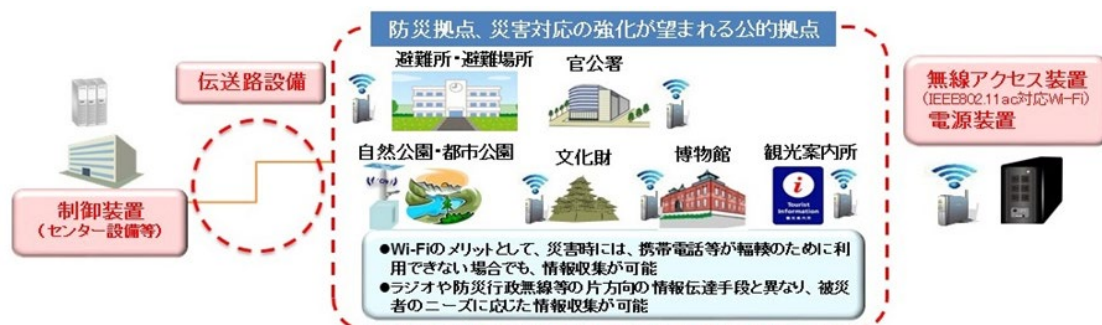 防災拠点、災害対応の強化が望まれる公的拠点
伝送路設備
避難所・避難場所
官公署
無線アクセス装置
(IEEE802.11ac対応Wi-Fi)
電源装置
自然公園・都市公園
文化財
博物館
観光案内所
i
Tourist
Information
制御装置
(センター設備等)
●Wi-Fiのメリットとして、災害時には、携帯電話等が輻輳のために利
用できない場合でも、情報収集が可能
●ラジオや防災行政無線等の片方向の情報伝達手段と異なり、被災
者のニーズに応じた情報収集が可能